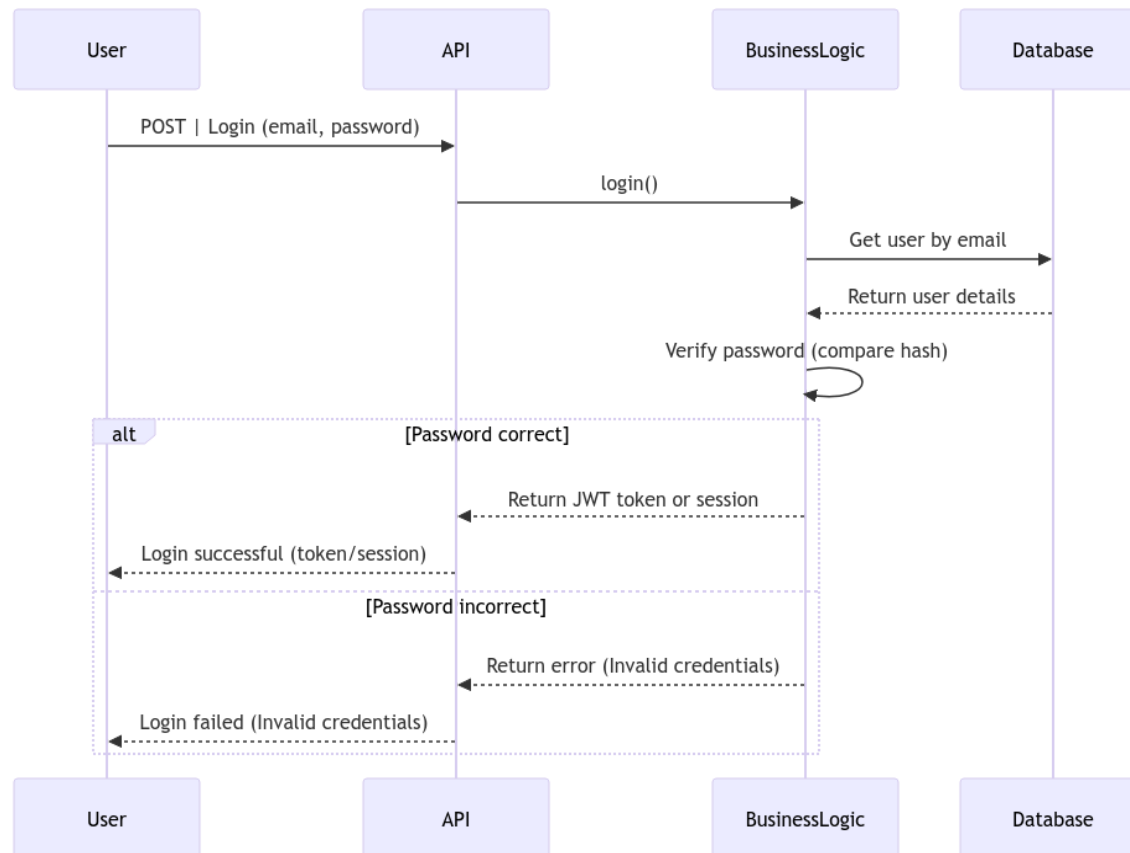 User
API
BusinessLogic
Database
POST | Login (email, password)
login()
Get user by email
Return user details
Verify password (compare hash)
alt
[Password correct]
Return JWT token or session
Login successful (token/session)
[Password incorrect]
Return error (Invalid credentials)
Login failed (Invalid credentials)
User
API
BusinessLogic
Database